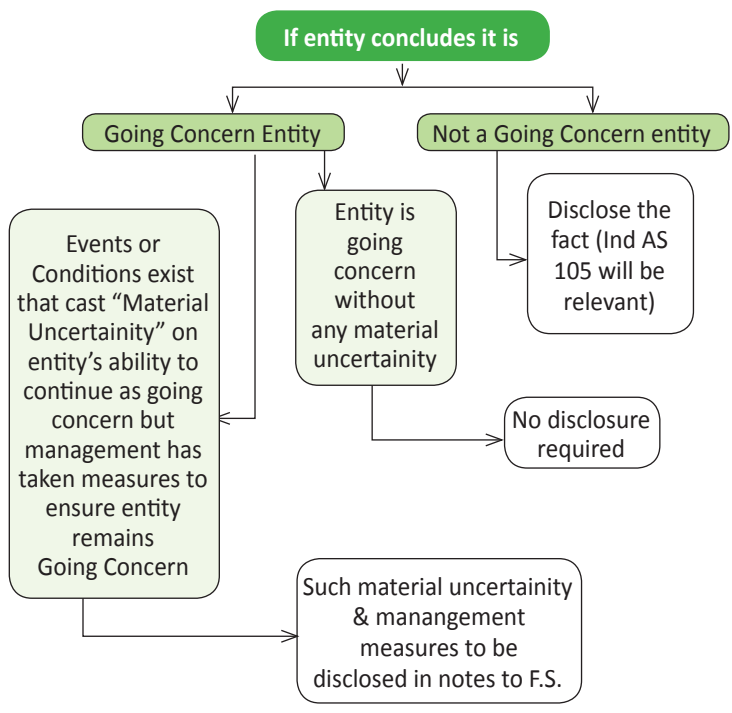 If entity concludes it is
Going Concern Entity
Not a Going Concern entity
Events or
Conditions exist
that cast “Material
Uncertainity” on
entity’s ability to
continue as going
concern but
management has
taken measures to
ensure entity
remains
Going Concern
Entity is
going
concern
without
any material
uncertainity
Disclose the
fact (Ind AS
105 will be
relevant)
No disclosure
required
Such material uncertainity
& manangement
measures to be
disclosed in notes to F.S.